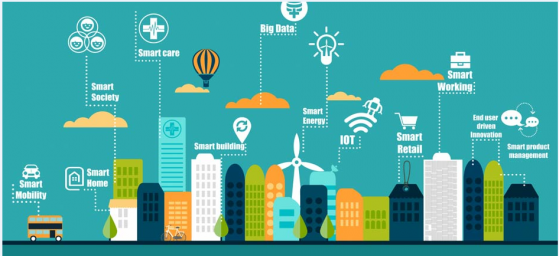 Big Data
Smart care
Smart
Society
Smart
Working
Smart
Energy
End user
driven
Innovation
IOT
Smart
Retail
Smart building
Smart product
management
Smart
Home
Smart
Mobility